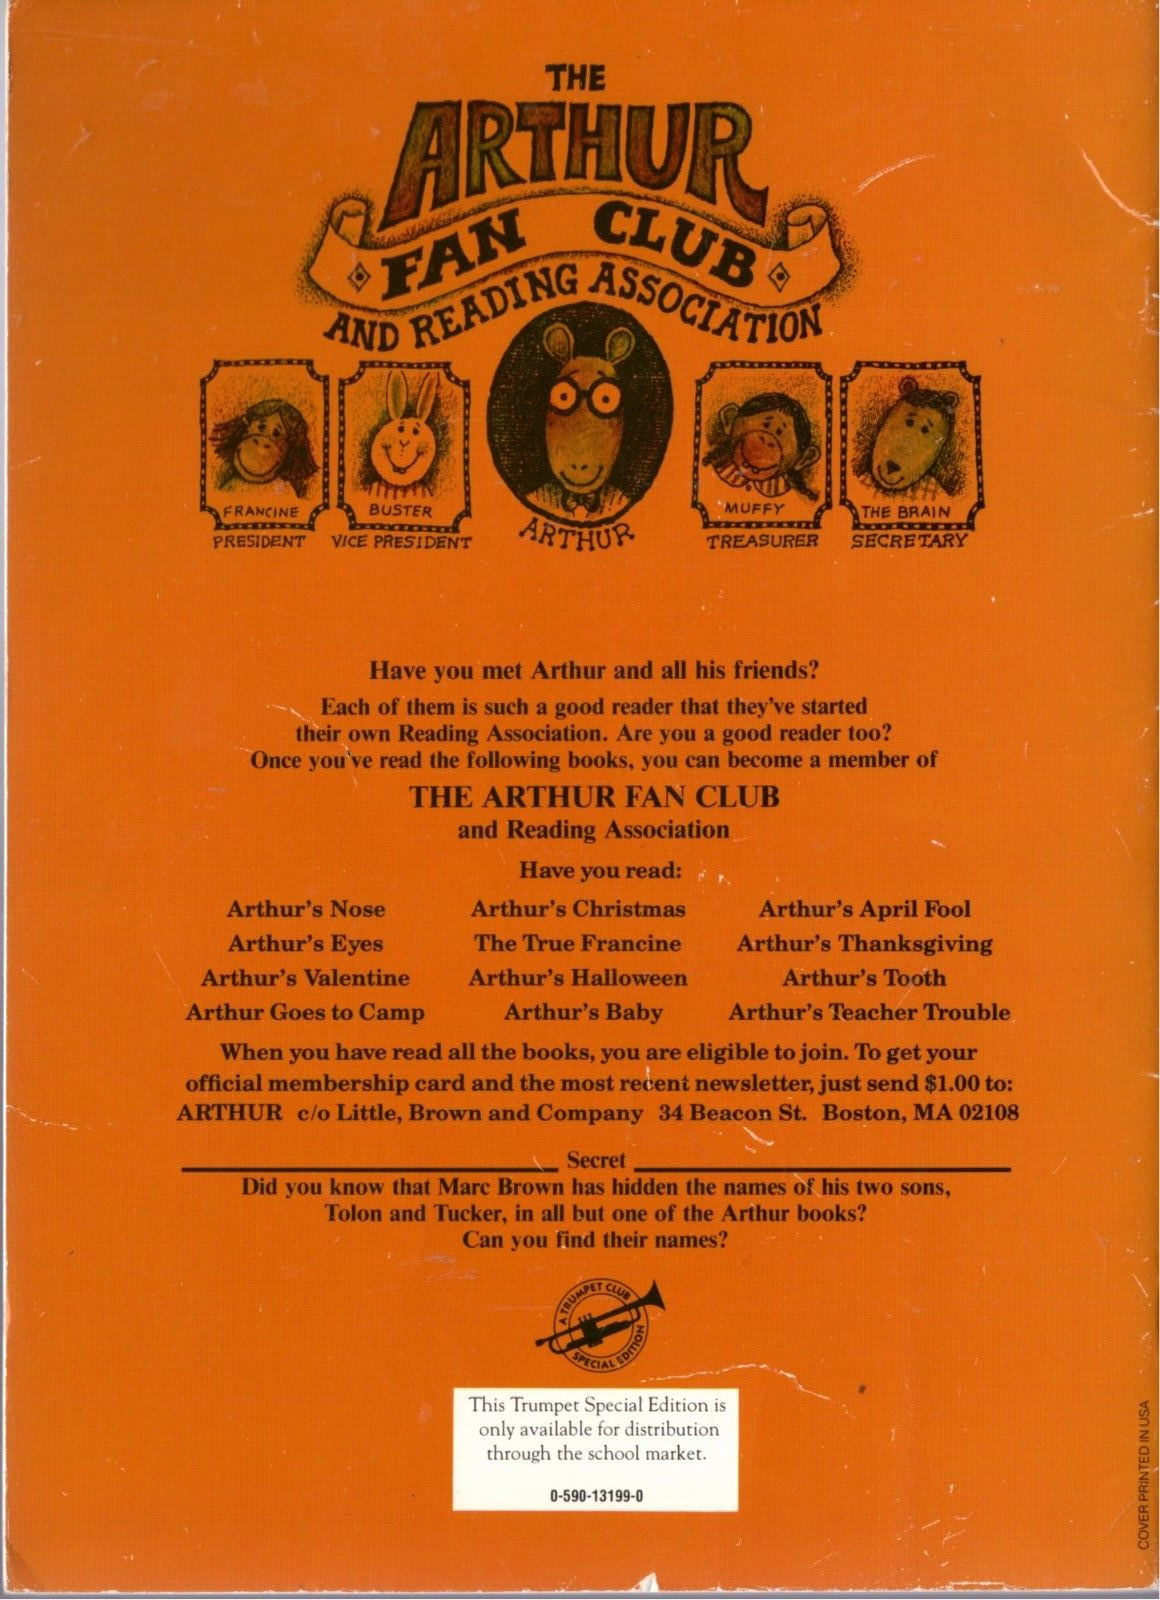 THE
ARTHUR
FAN CLUB
AND READING ASSOCIATION
FRANCINE
PRESIDENT
BUSTER
VICE PRESIDENT
ARTHUR
MUFFY
TREASURER
THE BRAIN
SECRETARY
Have you met Arthur and all his friends?
Each of them is such a good reader that they've started
their own Reading Association. Are you a good reader too?
Once you've read the following books, you can become a member of
THE ARTHUR FAN CLUB
and Reading Association
Have you read:
Arthur's Nose Arthur's Christmas Arthur's April Fool
Arthur's Eyes The True Francine Arthur's Thanksgiving
Arthur's Valentine Arthur's Halloween Arthur's Tooth
Arthur Goes to Camp Arthur's Baby Arthur's Teacher Trouble
When you have read all the books, you are eligible to join. To get your
official membership card and the most recent newsletter, just send $1.00 to:
ARTHUR c/o Little, Brown and Company 34 Beacon St. Boston, MA 02108
Secret
Did you know that Marc Brown has hidden the names of his two sons,
Tolon and Tucker, in all but one of the Arthur books?
Can you find their names?
A TRUMPET CLUB
SPECIAL EDITION
This Trumpet Special Edition is
only available for distribution
through the school market.
0-590-13199-0
COVER PRINTED IN USA